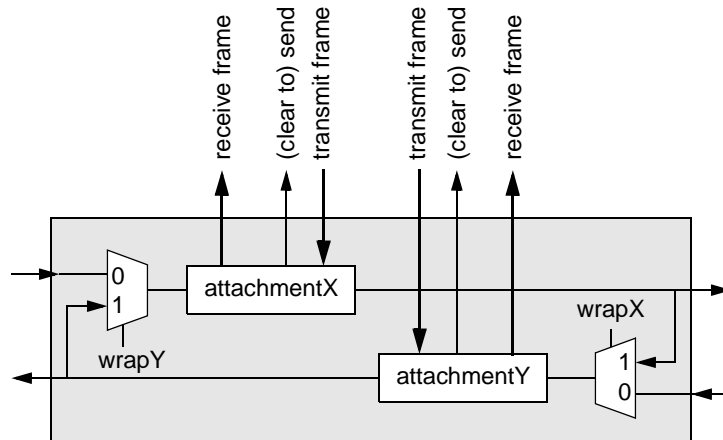 receive frame
(clear to) send
transmit frame
transmit frame
(clear to) send
receive frame
0
1
attachmentX
wrapX
wrapY
attachmentY
1
0